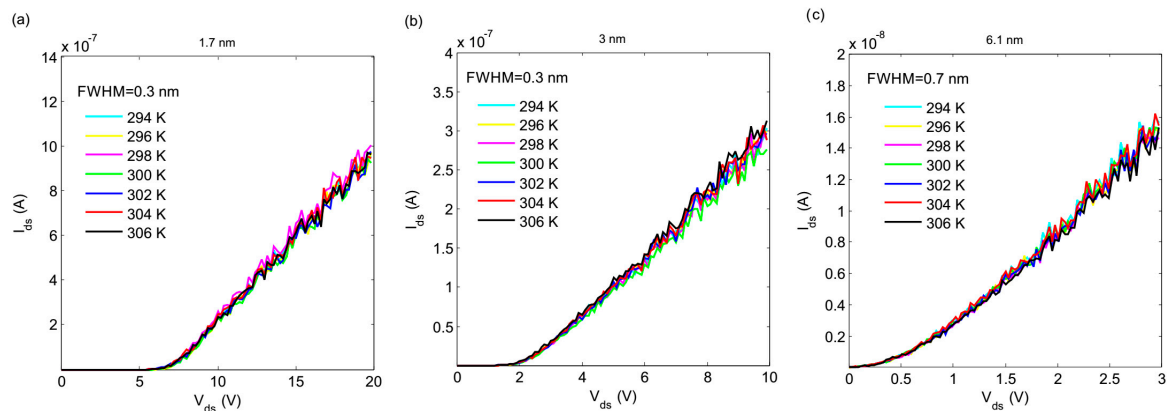 (a)
x 10⁻⁷
1.7 nm
14
12
10
8
6
4
2
0
5
10
15
20
I_ds (A)
V_ds (V)
FWHM=0.3 nm
294 K
296 K
298 K
300 K
302 K
304 K
306 K
(b)
x 10⁻⁷
3 nm
4
3.5
3
2.5
2
1.5
1
0.5
0
0
2
4
6
8
10
I_ds (A)
V_ds (V)
FWHM=0.3 nm
294 K
296 K
298 K
300 K
302 K
304 K
306 K
(c)
x 10⁻⁸
6.1 nm
2
1.8
1.6
1.4
1.2
1
0.8
0.6
0.4
0.2
0
0.5
1
1.5
2
2.5
3
I_ds (A)
V_ds (V)
FWHM=0.7 nm
294 K
296 K
298 K
300 K
302 K
304 K
306 K